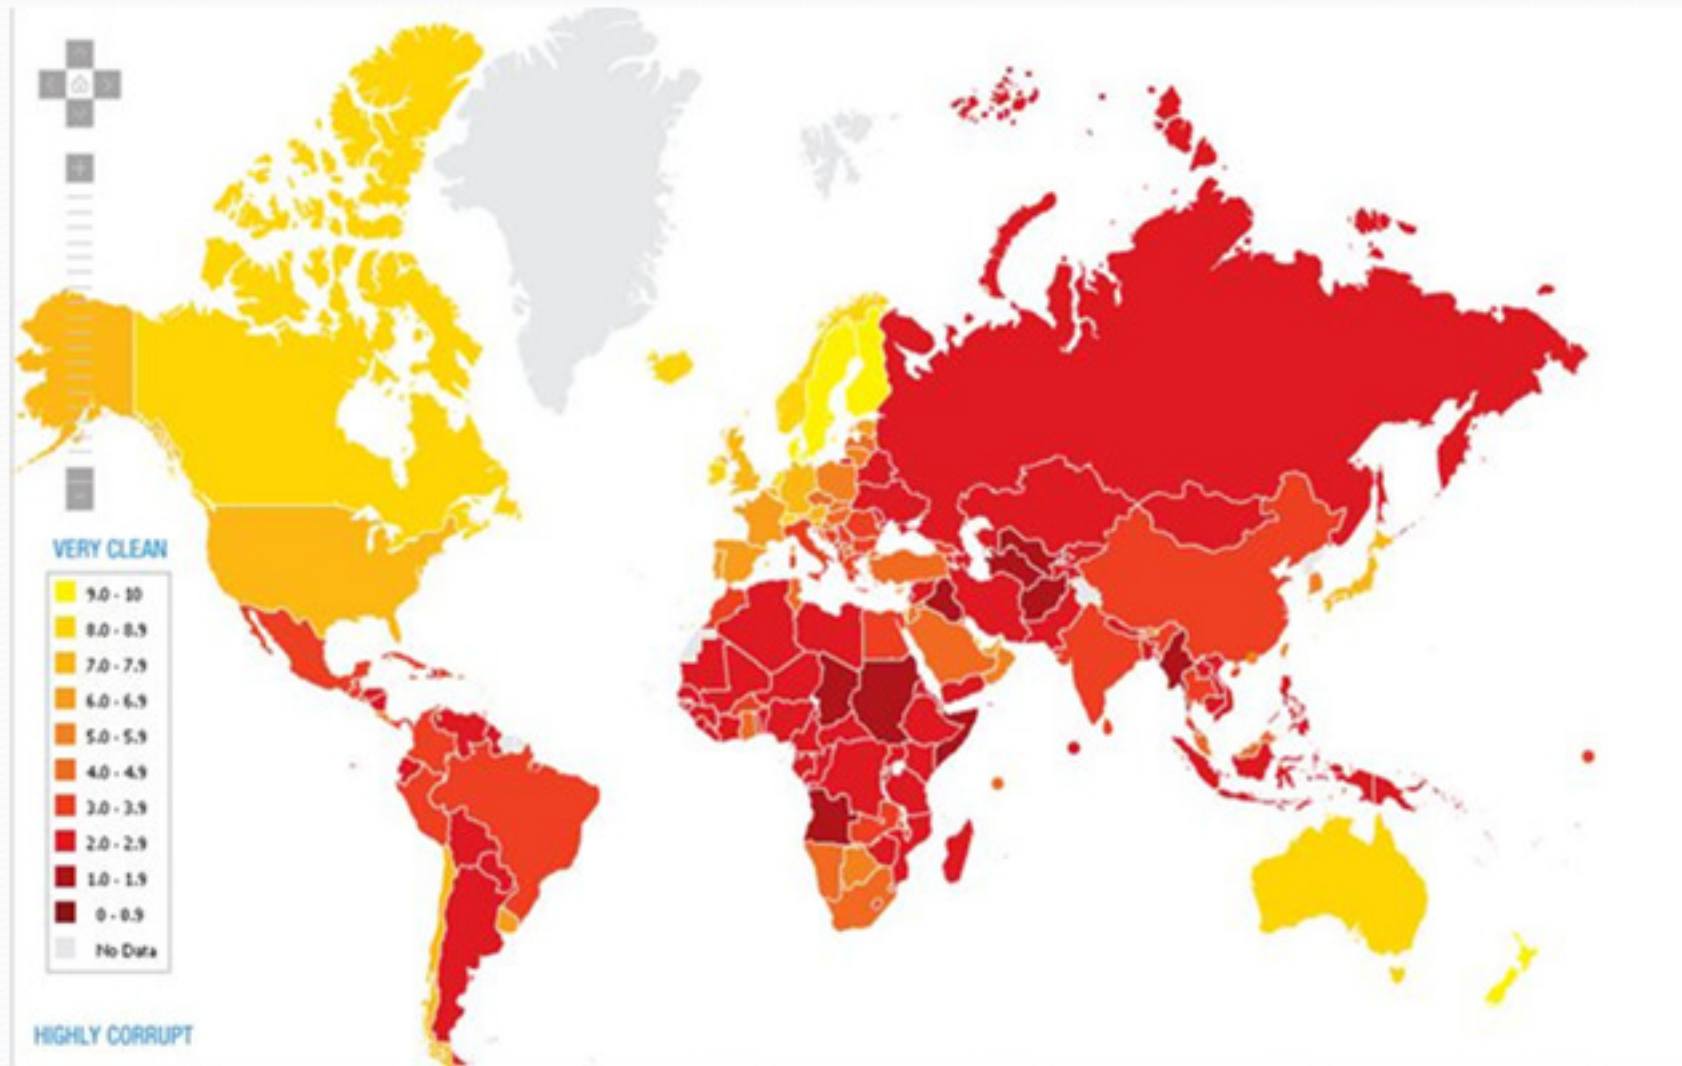 VERY CLEAN
9.0 - 10
8.0 - 8.9
7.0 - 7.9
6.0 - 6.9
5.0 - 5.9
4.0 - 4.9
3.0 - 3.9
2.0 - 2.9
1.0 - 1.9
0 - 0.9
No Data
HIGHLY CORRUPT